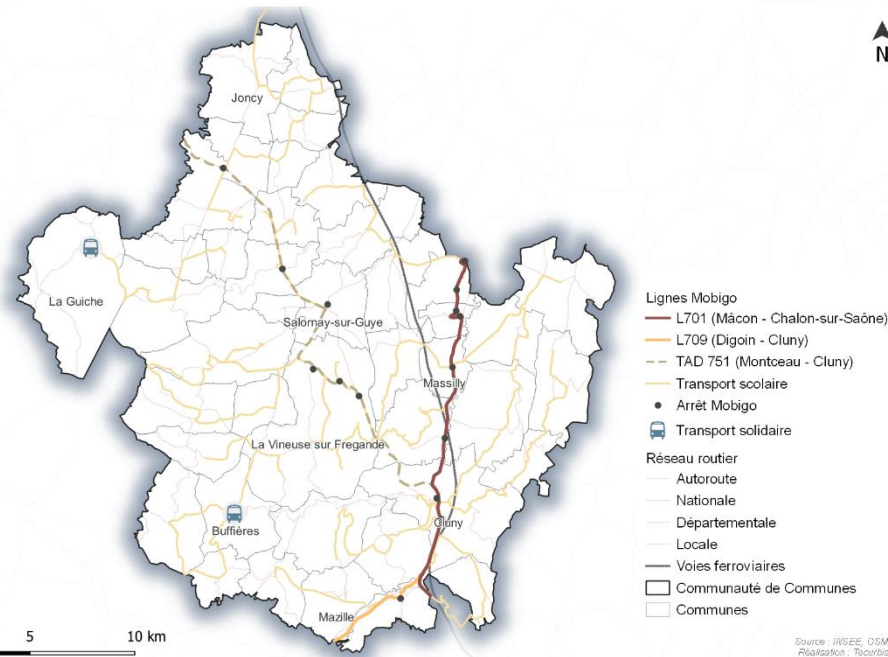 N
Joncy
La Guiche
Salornay-sur-Guye
Massilly
La Vineuse sur Fregande
Buffières
Cluny
Mazille
5 10 km
Lignes Mobigo
L701 (Mâcon - Chalon-sur-Saône)
L709 (Digoin - Cluny)
TAD 751 (Montceau - Cluny)
Transport scolaire
Arrêt Mobigo
Transport solidaire
Réseau routier
Autoroute
Nationale
Départementale
Locale
Voies ferroviaires
Communauté de Communes
Communes
Source : INSEE, OSM
Réalisation : Tecurbis